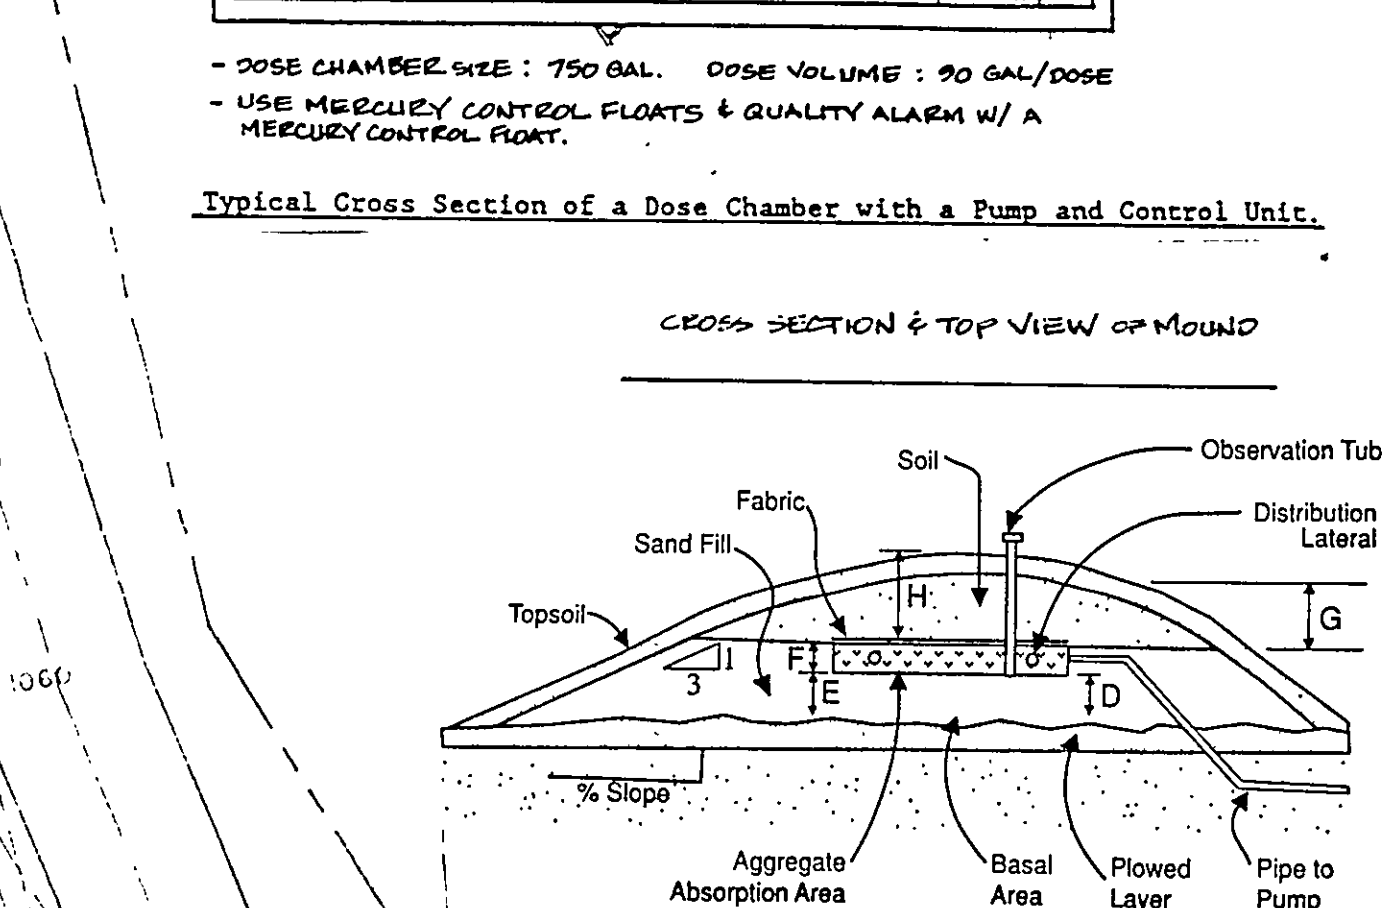 - DOSE CHAMBER SIZE : 750 GAL. DOSE VOLUME : 90 GAL/DOSE
- USE MERCURY CONTROL FLOATS & QUALITY ALARM W/ A
MERCURY CONTROL FLOAT.
Typical Cross Section of a Dose Chamber with a Pump and Control Unit.
CROSS SECTION & TOP VIEW OF MOUND
Soil
Observation Tub
Fabric
Distribution
Lateral
Sand Fill
Topsoil
H
G
1
3
F
E
D
1060
% Slope
Aggregate
Absorption Area
Basal
Area
Plowed
Layer
Pipe to
Pump